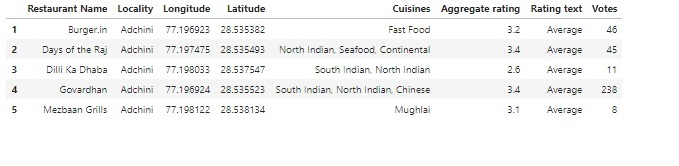 Restaurant Name Locality Longitude Latitude Cuisines Aggregate rating Rating text Votes
1 Burger.in Adchini 77.196923 28.535382 Fast Food 3.2 Average 46
2 Days of the Raj Adchini 77.197475 28.535493 North Indian, Seafood, Continental 3.4 Average 45
3 Dilli Ka Dhaba Adchini 77.198033 28.537547 South Indian, North Indian 2.6 Average 11
4 Govardhan Adchini 77.196924 28.535523 South Indian, North Indian, Chinese 3.4 Average 238
5 Mezbaan Grills Adchini 77.198122 28.538134 Mughlai 3.1 Average 8